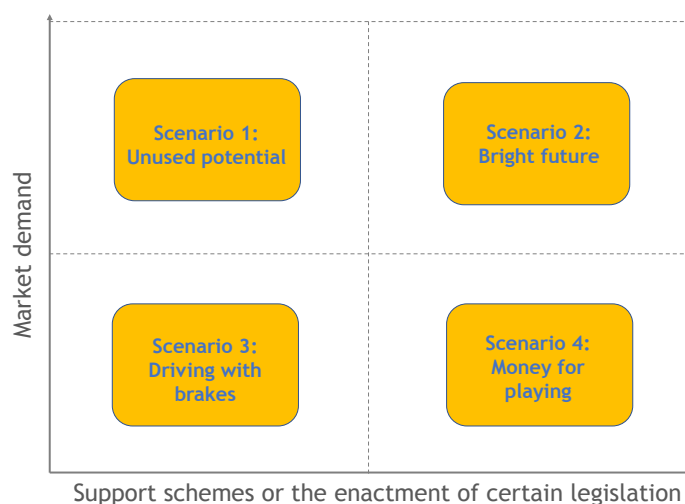 Market demand
Scenario 1:
Unused potential
Scenario 2:
Bright future
Scenario 3:
Driving with
brakes
Scenario 4:
Money for
playing
Support schemes or the enactment of certain legislation